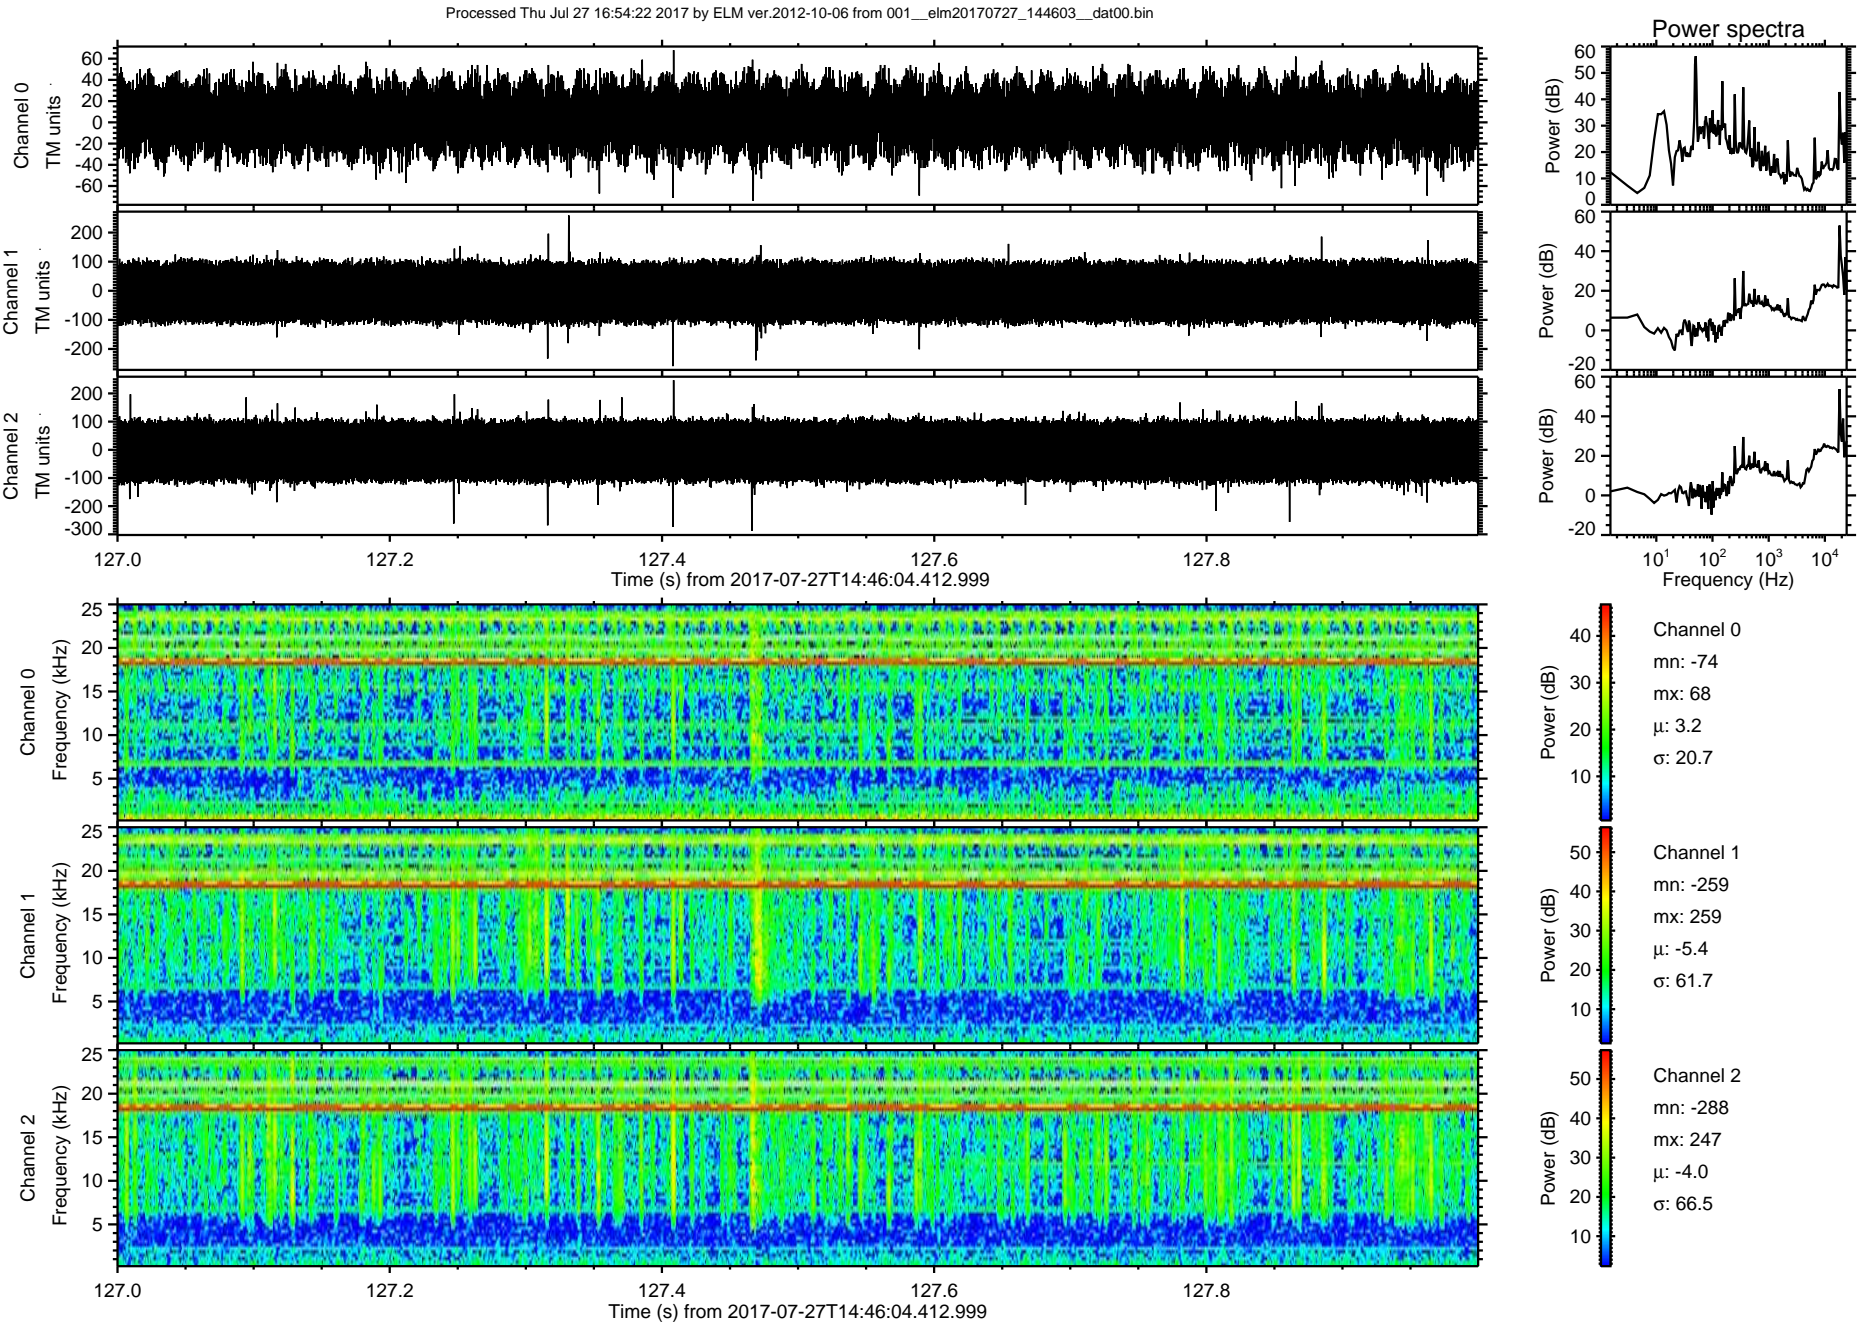 Processed Thu Jul 27 16:54:22 2017 by ELM ver.2012-10-06 from 001__elm20170727_144603__dat00.bin
Power spectra
Channel 0
TM units
60
40
20
0
-20
-40
-60
Power (dB)
60
50
40
30
20
10
0
Channel 1
TM units
200
100
0
-100
-200
Power (dB)
60
40
20
0
-20
Channel 2
TM units
200
100
0
-100
-200
-300
Power (dB)
60
40
20
0
-20
127.0 127.2 127.4 127.6 127.8
Time (s) from 2017-07-27T14:46:04.412.999
10^1 10^2 10^3 10^4
Frequency (Hz)
Channel 0
Frequency (kHz)
25
20
15
10
5
Power (dB)
40
30
20
10
Channel 0
mn: -74
mx: 68
μ: 3.2
σ: 20.7
Channel 1
Frequency (kHz)
25
20
15
10
5
Power (dB)
50
40
30
20
10
Channel 1
mn: -259
mx: 259
μ: -5.4
σ: 61.7
Channel 2
Frequency (kHz)
25
20
15
10
5
Power (dB)
50
40
30
20
10
Channel 2
mn: -288
mx: 247
μ: -4.0
σ: 66.5
127.0 127.2 127.4 127.6 127.8
Time (s) from 2017-07-27T14:46:04.412.999